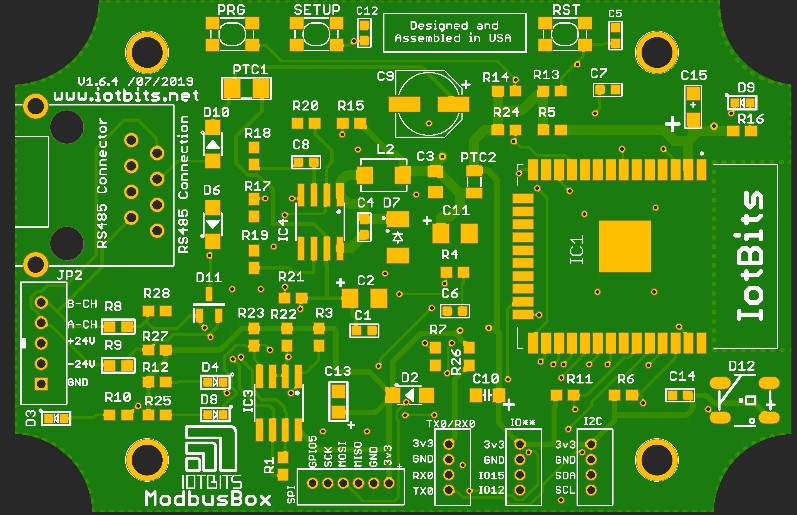 PRG
SETUP
C12
Designed and
Assembled in USA
RST
C5
V1.6.4 /07/2019
www.iotbits.net
PTC1
C9
R14
R13
C7
C15
D9
R16
D10
R20
R15
R24
R5
R18
C8
L2
C3
PTC2
RS485 Connector
RS485 Connection
D6
R17
IC4
C4
D7
C11
IC1
IotBits
R19
R4
JP2
D11
R21
C2
C6
B-CH
A-CH
+24V
-24V
GND
R8
R28
R9
R27
R12
R23
R22
R3
C1
R7
R26
D4
D8
IC3
C13
D2
C10
R11
R6
C14
D12
D3
R10
R25
IOTBITS
ModbusBox
R1
SPI
GPIO5
SCK
MOSI
MISO
GND
3v3
TX0/RX0
3v3
GND
RX0
TX0
IO**
3v3
GND
IO15
IO12
I2C
3v3
GND
SDA
SCL